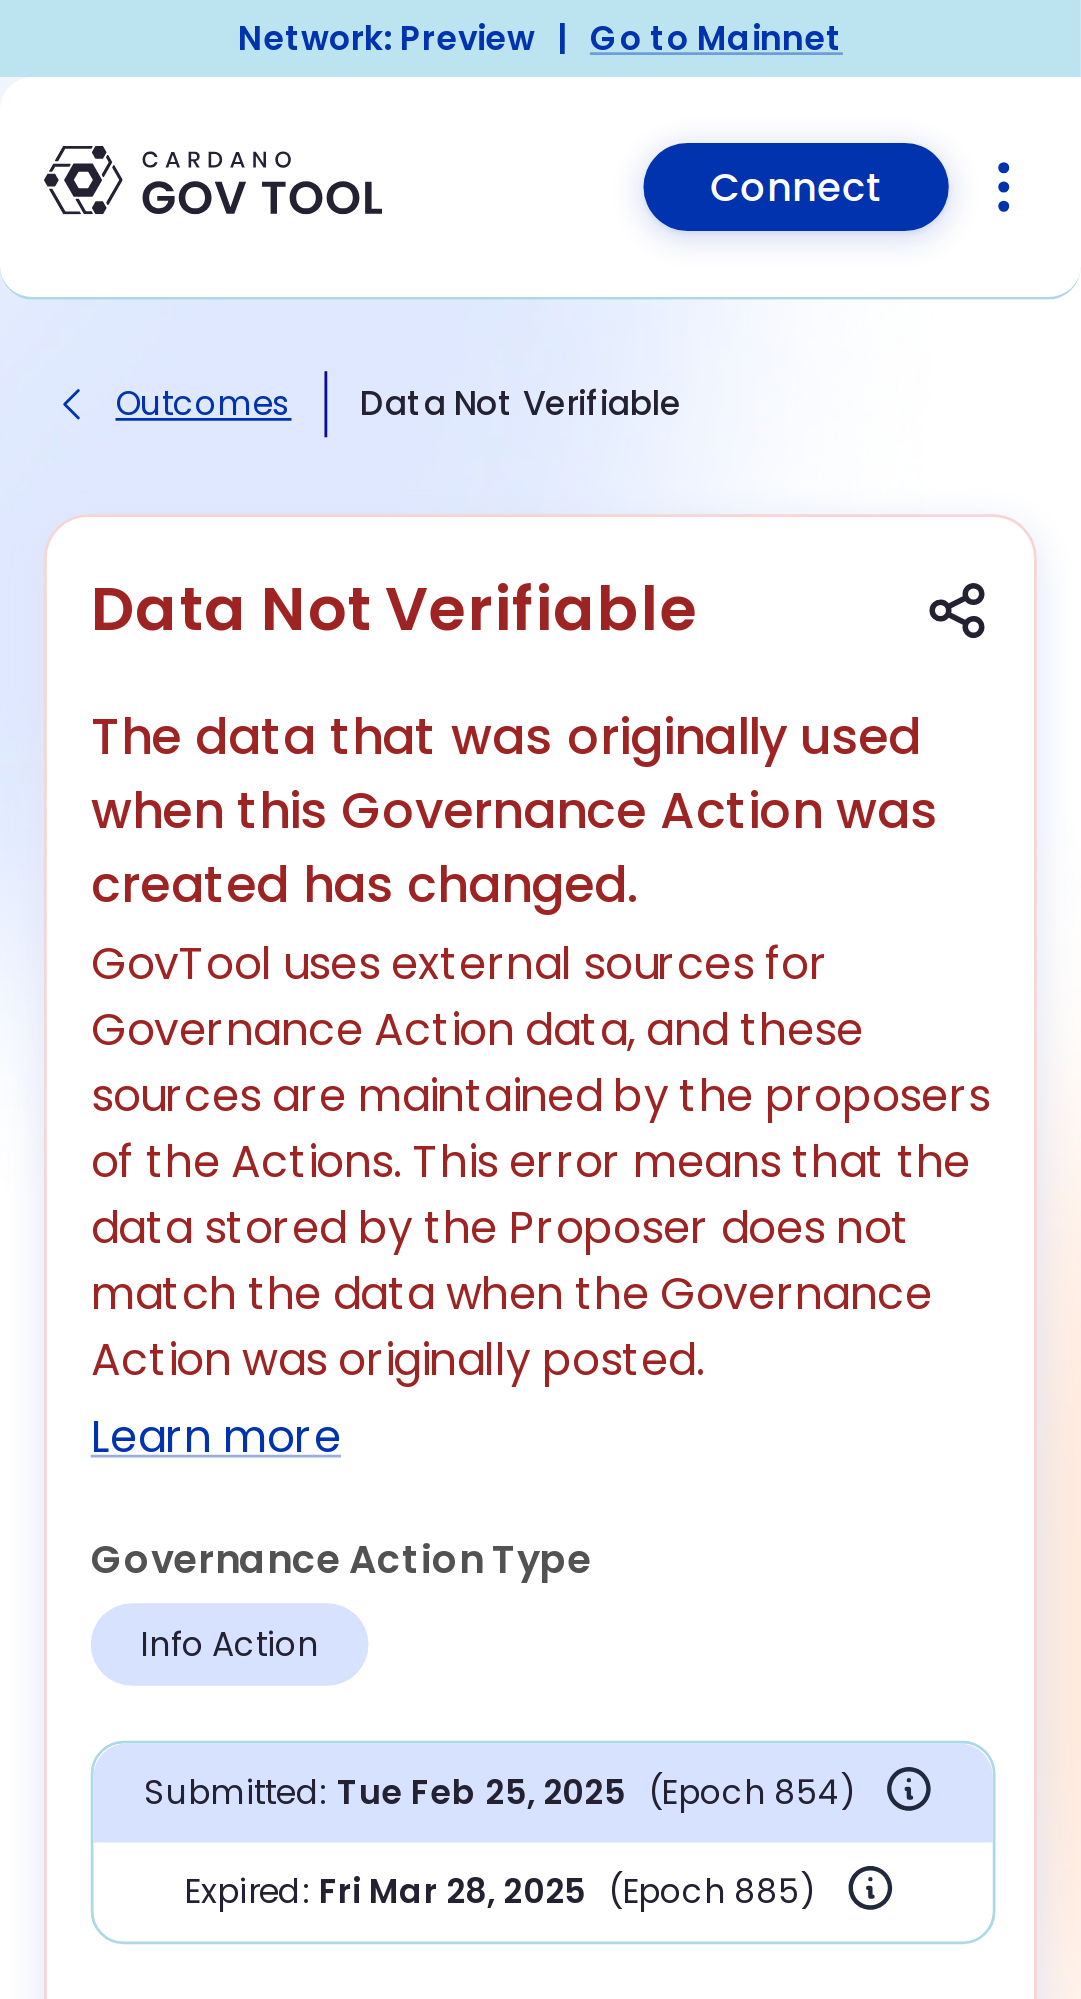 Network: Preview | Go to Mainnet
CARDANO
GOV TOOL
Connect
Outcomes | Data Not Verifiable
Data Not Verifiable
The data that was originally used
when this Governance Action was
created has changed.
GovTool uses external sources for
Governance Action data, and these
sources are maintained by the proposers
of the Actions. This error means that the
data stored by the Proposer does not
match the data when the Governance
Action was originally posted.
Learn more
Governance Action Type
Info Action
Submitted: Tue Feb 25, 2025 (Epoch 854)
Expired: Fri Mar 28, 2025 (Epoch 885)